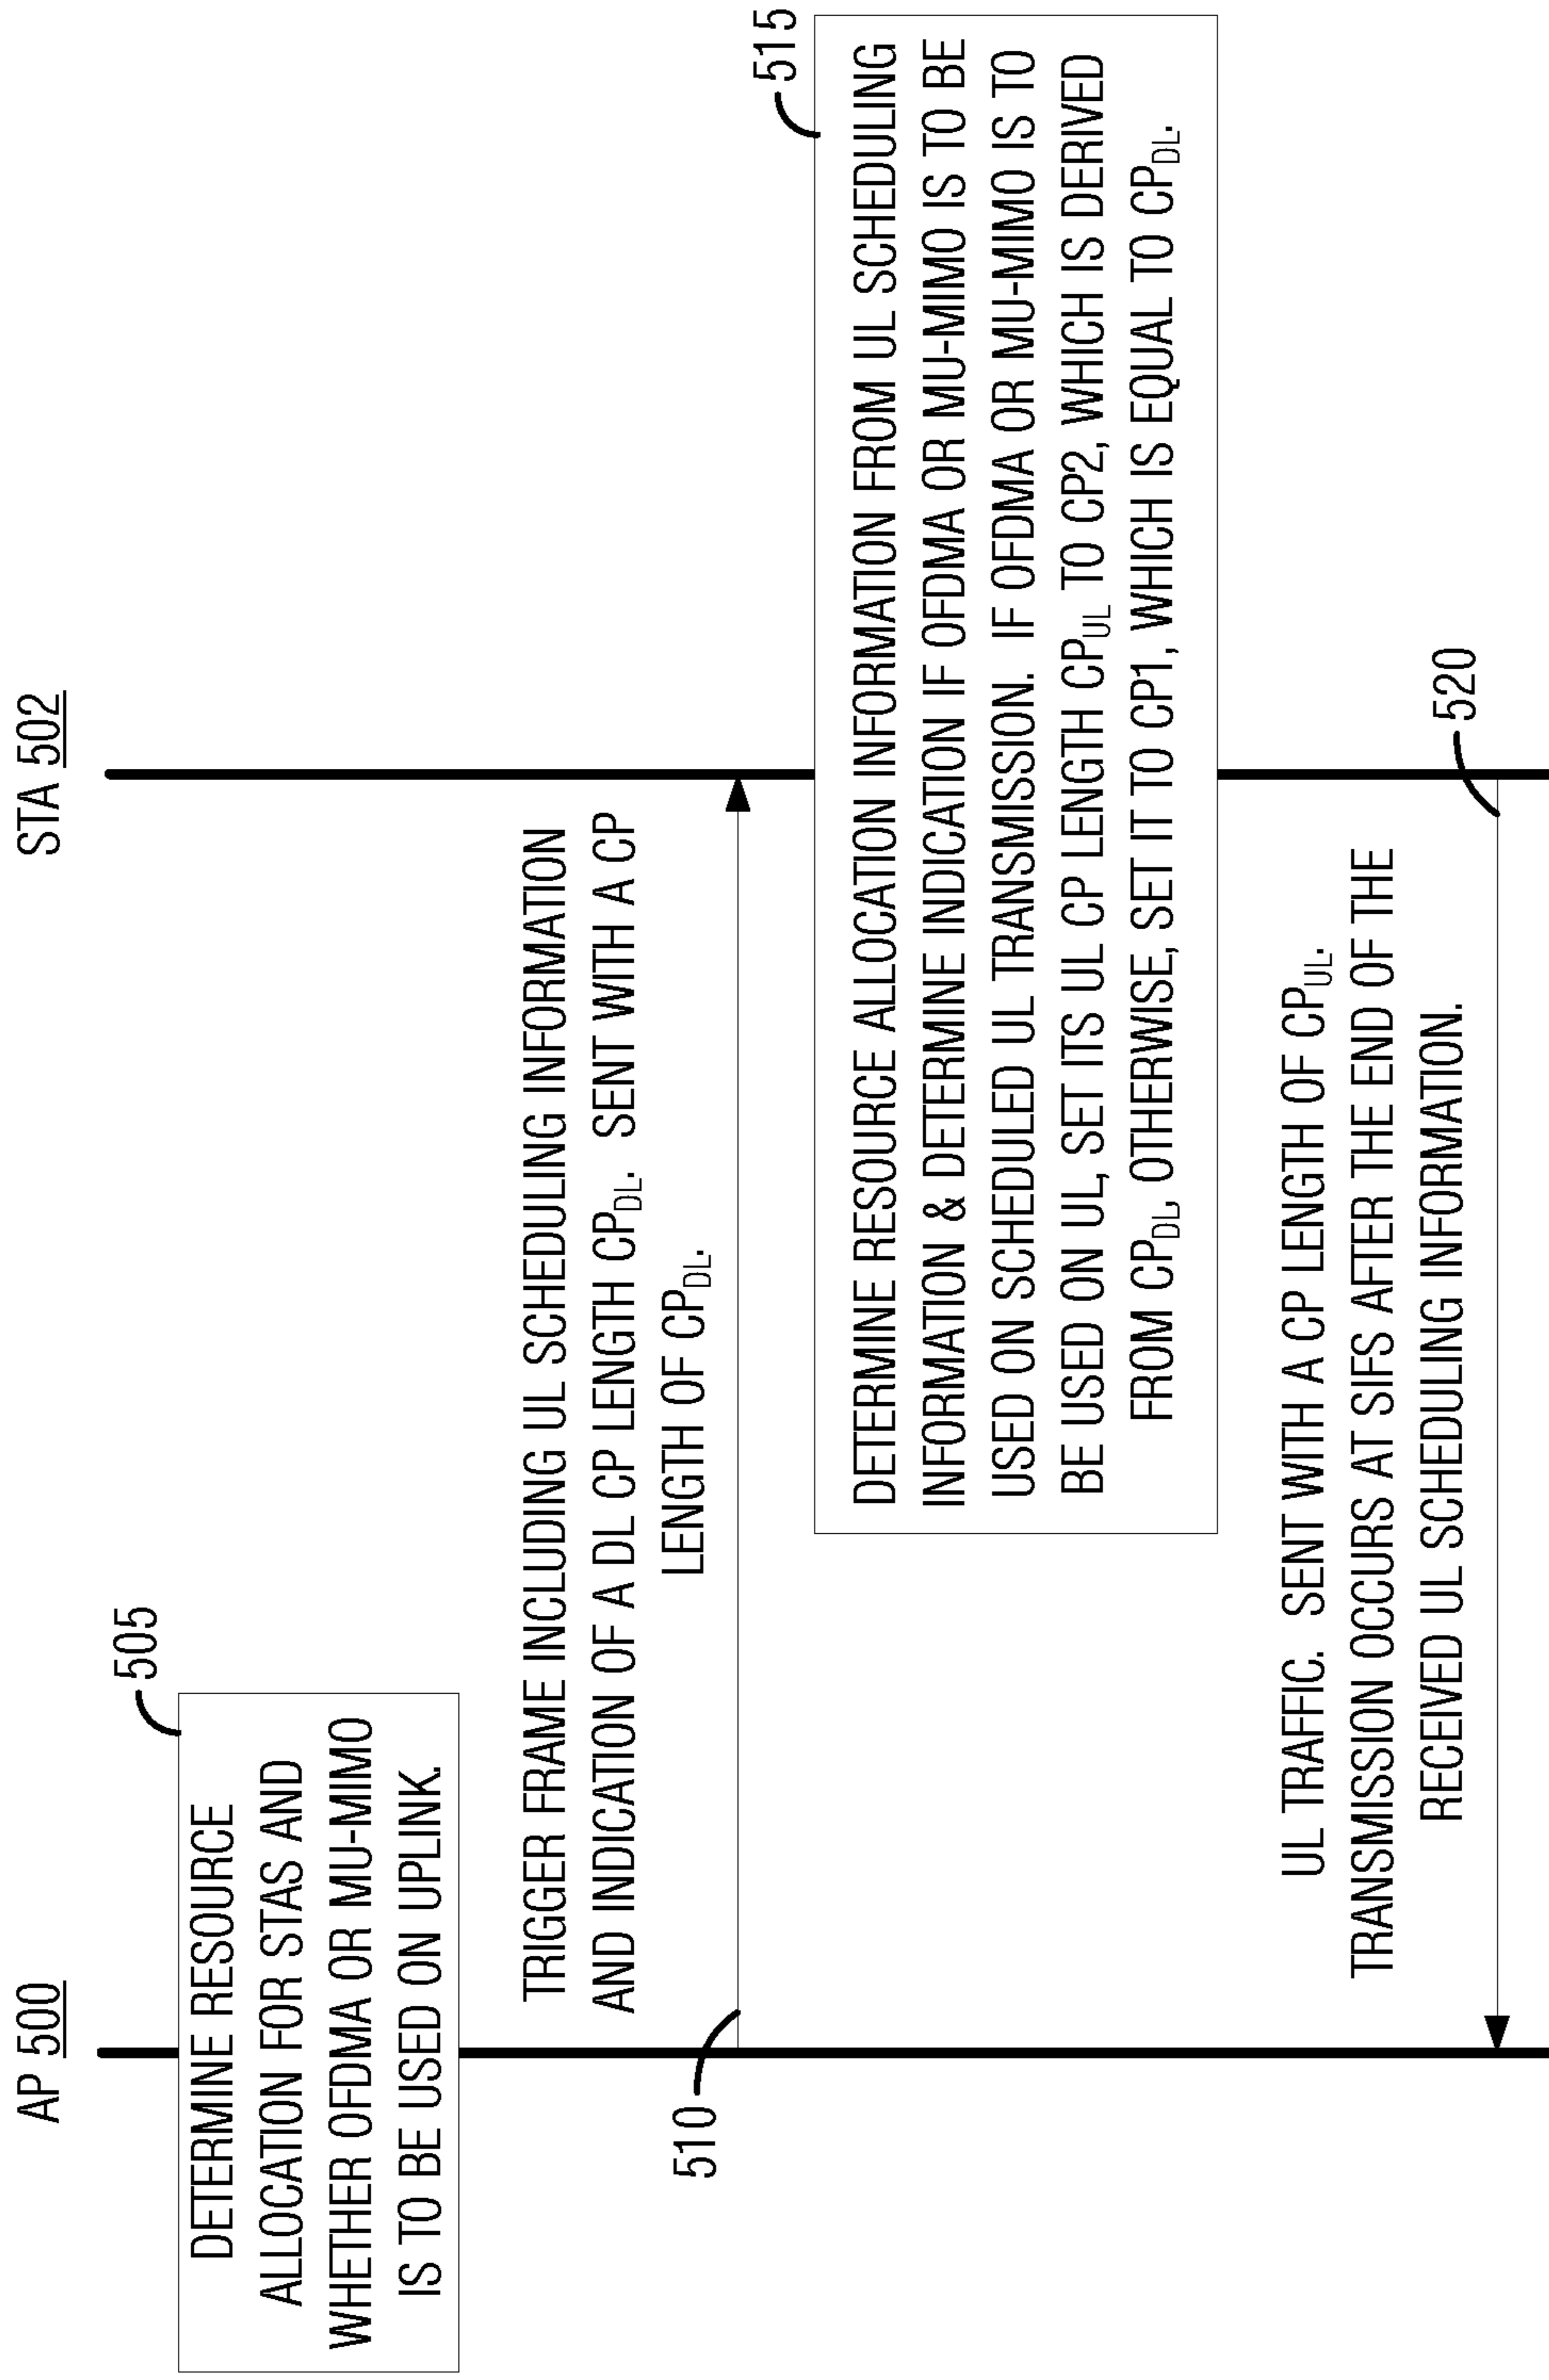 AP 500
STA 502
505
DETERMINE RESOURCE
ALLOCATION FOR STAS AND
WHETHER OFDMA OR MU-MIMO
IS TO BE USED ON UPLINK.
TRIGGER FRAME INCLUDING UL SCHEDULING INFORMATION
AND INDICATION OF A DL CP LENGTH CPDL. SENT WITH A CP
LENGTH OF CPDL.
510
515
DETERMINE RESOURCE ALLOCATION INFORMATION FROM UL SCHEDULING
INFORMATION & DETERMINE INDICATION IF OFDMA OR MU-MIMO IS TO BE
USED ON SCHEDULED UL TRANSMISSION. IF OFDMA OR MU-MIMO IS TO
BE USED ON UL, SET ITS UL CP LENGTH CPUL TO CP2, WHICH IS DERIVED
FROM CPDL, OTHERWISE, SET IT TO CP1, WHICH IS EQUAL TO CPDL.
UL TRAFFIC. SENT WITH A CP LENGTH OF CPUL.
TRANSMISSION OCCURS AT SIFS AFTER THE END OF THE
RECEIVED UL SCHEDULING INFORMATION.
520